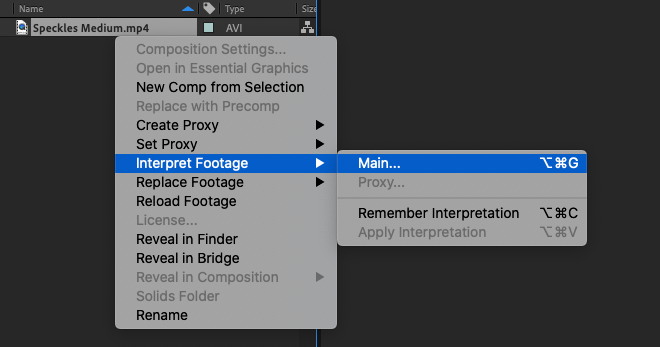 Name Type Size
Speckles Medium.mp4 AVI
Composition Settings...
Open in Essential Graphics
New Comp from Selection
Replace with Precomp
Create Proxy
Set Proxy
Interpret Footage
Main... ⌥⌘G
Replace Footage
Proxy...
Reload Footage
License...
Remember Interpretation ⌥⌘C
Reveal in Finder
Apply Interpretation ⌥⌘V
Reveal in Bridge
Reveal in Composition
Solids Folder
Rename